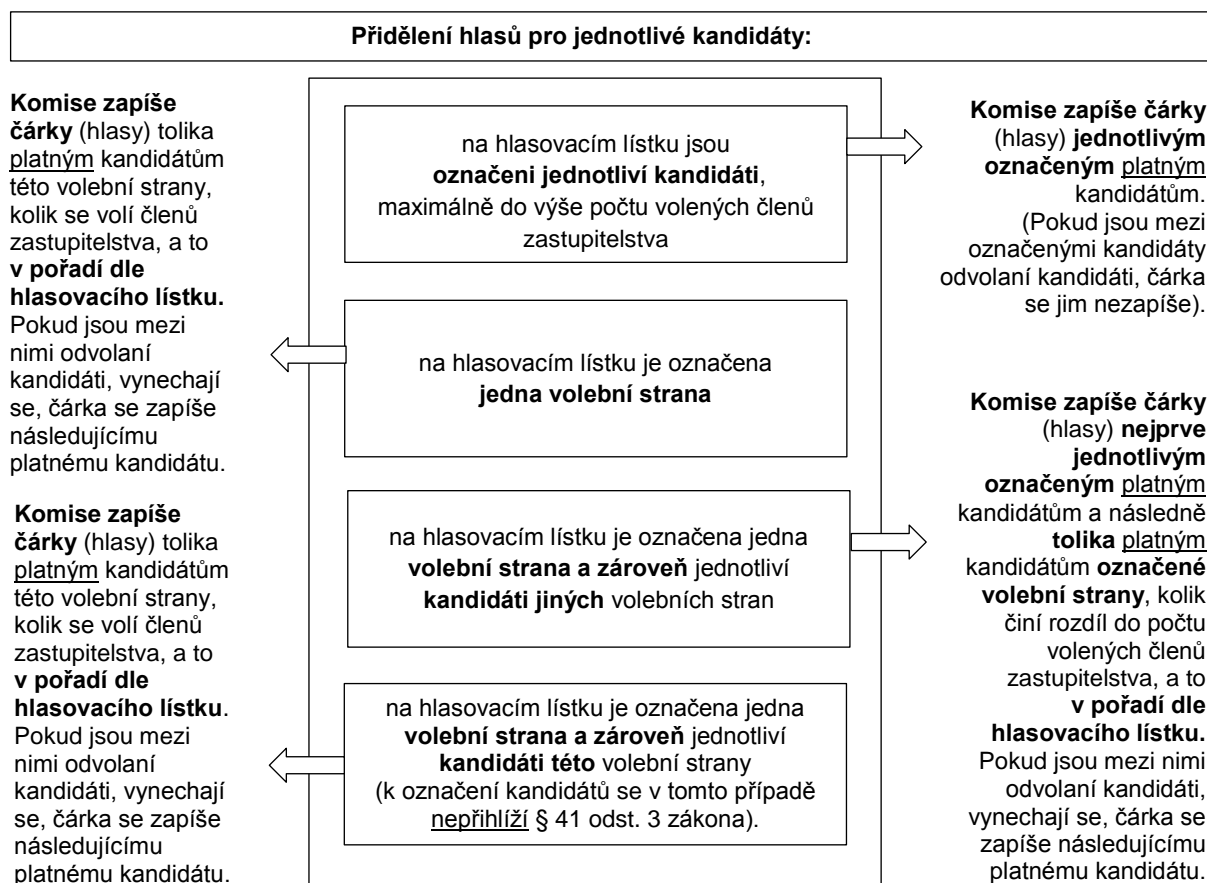 Přidělení hlasů pro jednotlivé kandidáty:
Komise zapíše
čárky (hlasy) tolika
platným kandidátům
této volební strany,
kolik se volí členů
zastupitelstva, a to
v pořadí dle
hlasovacího lístku.
Pokud jsou mezi
nimi odvolaní
kandidáti, vynechají
se, čárka se zapíše
následujícímu
platnému kandidátu.
Komise zapíše
čárky (hlasy) tolika
platným kandidátům
této volební strany,
kolik se volí členů
zastupitelstva, a to
v pořadí dle
hlasovacího lístku.
Pokud jsou mezi
nimi odvolaní
kandidáti, vynechají
se, čárka se zapíše
následujícímu
platnému kandidátu.
na hlasovacím lístku jsou
označeni jednotliví kandidáti,
maximálně do výše počtu volených členů
zastupitelstva
na hlasovacím lístku je označena
jedna volební strana
na hlasovacím lístku je označena jedna
volební strana a zároveň jednotliví
kandidáti jiných volebních stran
na hlasovacím lístku je označena jedna
volební strana a zároveň jednotliví
kandidáti této volební strany
(k označení kandidátů se v tomto případě
nepřihlíží § 41 odst. 3 zákona).
Komise zapíše čárky
(hlasy) jednotlivým
označeným platným
kandidátům.
(Pokud jsou mezi
označenými kandidáty
odvolaní kandidáti, čárka
se jim nezapíše).
Komise zapíše čárky
(hlasy) nejprve
jednotlivým
označeným platným
kandidátům a následně
tolika platným
kandidátům označené
volební strany, kolik
činí rozdíl do počtu
volených členů
zastupitelstva, a to
v pořadí dle
hlasovacího lístku.
Pokud jsou mezi nimi
odvolaní kandidáti,
vynechají se, čárka se
zapíše následujícímu
platnému kandidátu.